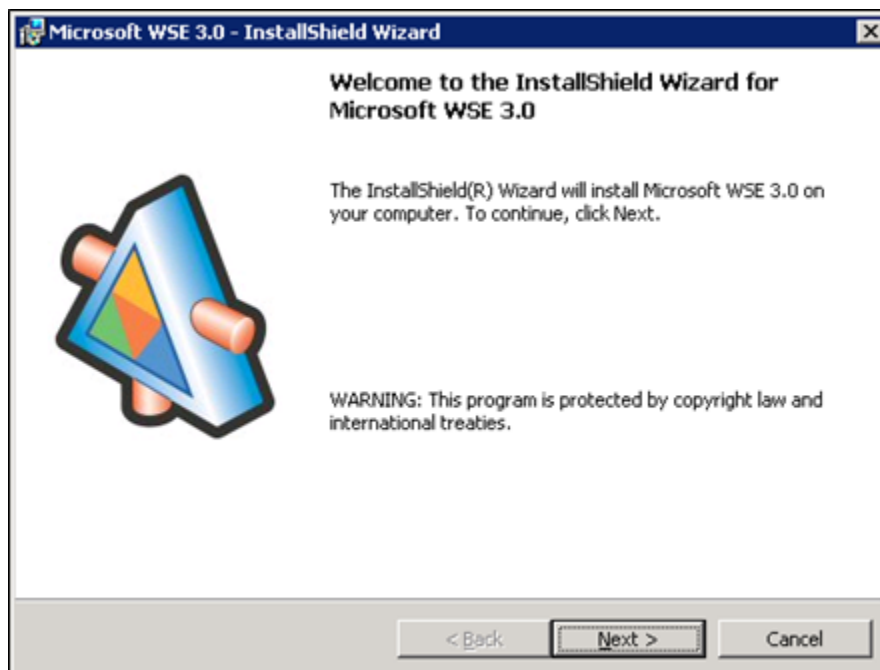 Microsoft WSE 3.0 - InstallShield Wizard
Welcome to the InstallShield Wizard for
Microsoft WSE 3.0
The InstallShield(R) Wizard will install Microsoft WSE 3.0 on
your computer. To continue, click Next.
WARNING: This program is protected by copyright law and
international treaties.
< Back Next > Cancel